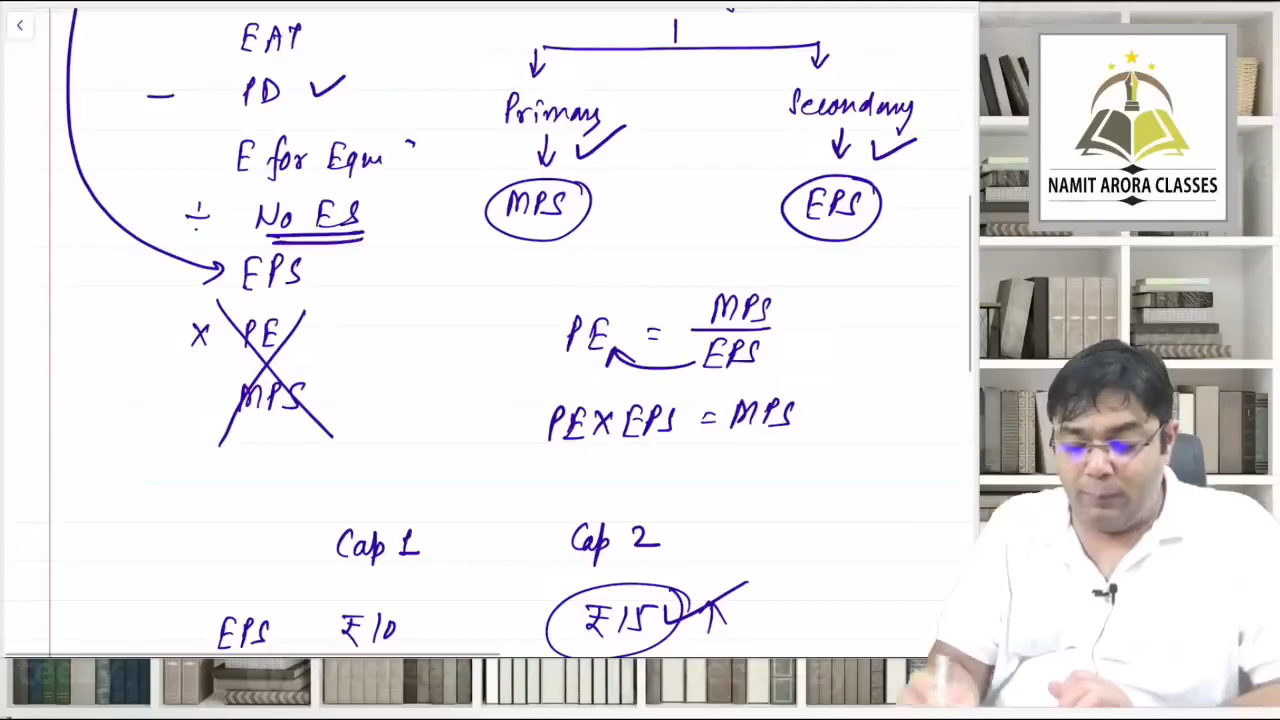 EAT
— PD ✓
E for Equ
÷ No ES
EPS
X PE
MPS
Primary
Secondary
MPS
EPS
PE = MPS
EPS
PE X EPS = MPS
Cap 1
Cap 2
EPS
₹10
₹15
NAMIT ARORA CLASSES